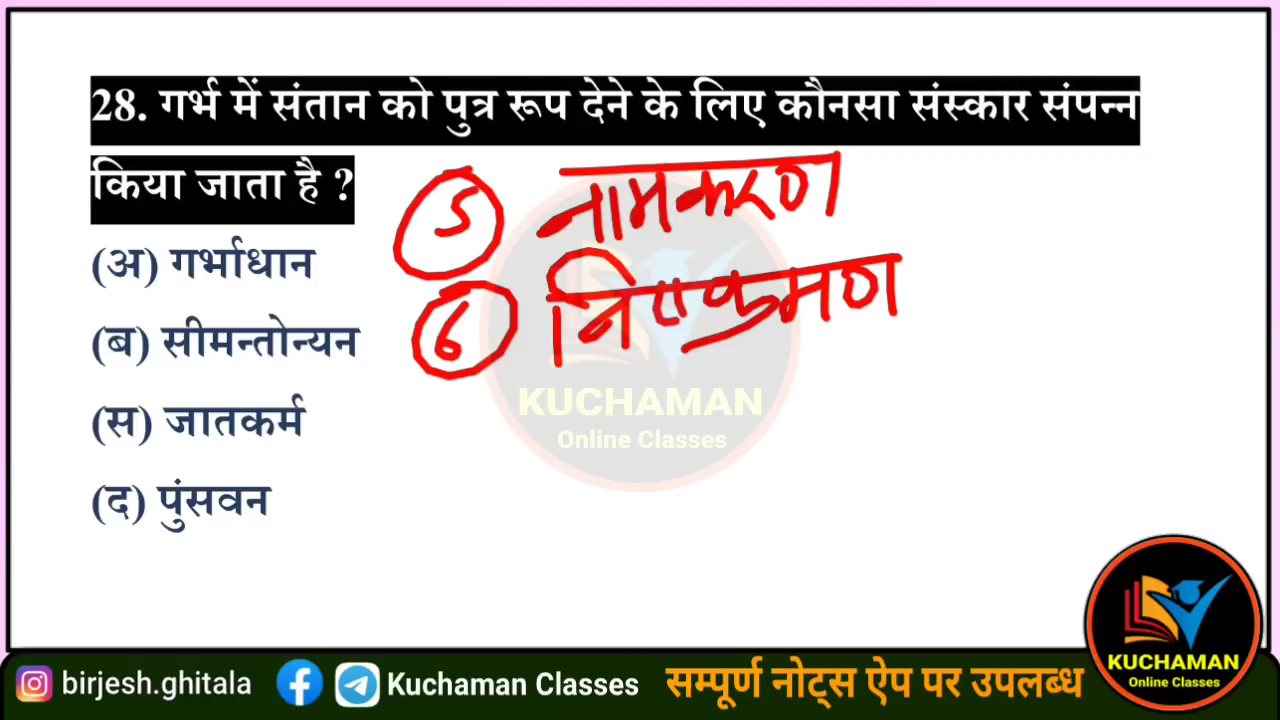 28. गर्भ में संतान को पुत्र रूप देने के लिए कौनसा संस्कार संपन्न
किया जाता है ?
5 नामकरण
(अ) गर्भाधान
6 निष्क्रमण
(ब) सीमन्तोन्यन
(स) जातकर्म
KUCHAMAN
Online Classes
(द) पुंसवन
KUCHAMAN
Online Classes
birjesh.ghitala Kuchaman Classes सम्पूर्ण नोट्स ऐप पर उपलब्ध